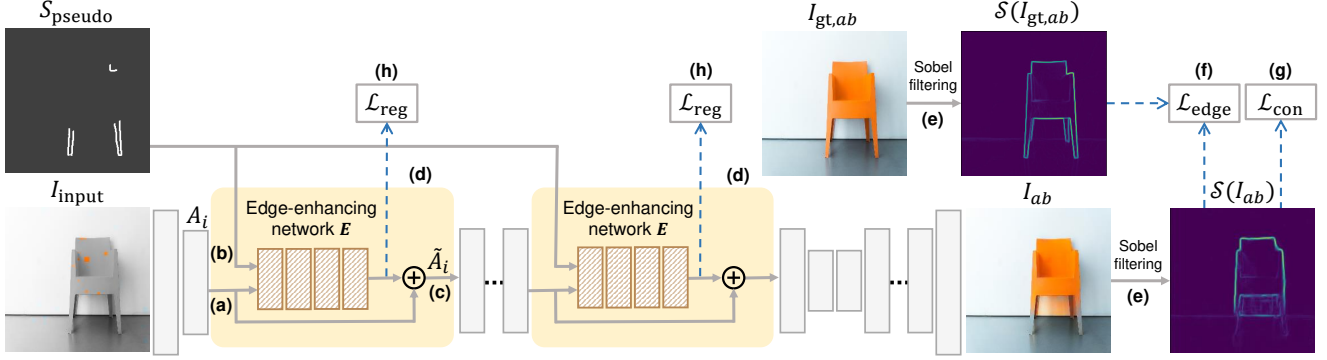 S_pseudo
I_gt,ab
𝒮(I_gt,ab)
(h)
(h)
(f)
(g)
ℒ_reg
ℒ_reg
Sobel
filtering
(e)
ℒ_edge
ℒ_con
(d)
(d)
I_input
A_i
Edge-enhancing
network E
Edge-enhancing
network E
I_ab
𝒮(I_ab)
(b)
Ã_i
(a)
(c)
Sobel
filtering
(e)